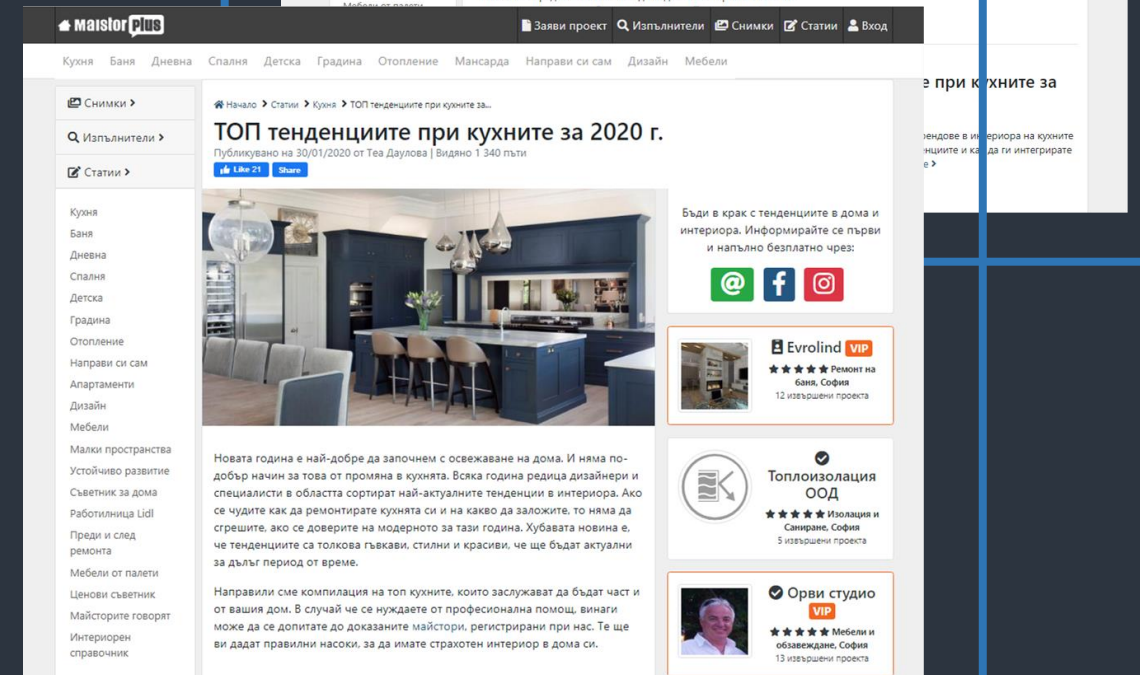 Мебели от палети
MaistorPlus
Заяви проект
Изпълнители
Снимки
Статии
Вход
Кухня Баня Дневна Спалня Детска Градина Отопление Мансарда Направи си сам Дизайн Мебели
Снимки
Изпълнители
Статии
Кухня
Баня
Дневна
Спалня
Детска
Градина
Отопление
Направи си сам
Апартаменти
Дизайн
Мебели
Малки пространства
Устойчиво развитие
Съветник за дома
Работилница Lidl
Преди и след
ремонта
Мебели от палети
Ценови съветник
Майсторите говорят
Интериорен
справочник
Начало Статии Кухня ТОП тенденциите при кухните за...
ТОП тенденциите при кухните за 2020 г.
Публикувано на 30/01/2020 от Теа Даулова | Видяно 1 340 пъти
Like 21 Share
Новата година е най-добре да започнем с освежаване на дома. И няма по-
добър начин за това от промяна в кухнята. Всяка година редица дизайнери и
специалисти в областта сортират най-актуалните тенденции в интериора. Ако
се чудите как да ремонтирате кухнята си и на какво да заложите, то няма да
сгрешите, ако се доверите на модерното за тази година. Хубавата новина е,
че тенденциите са толкова гъвкави, стилни и красиви, че ще бъдат актуални
за дълъг период от време.
Направили сме компилация на топ кухните, които заслужават да бъдат част и
от вашия дом. В случай че се нуждаете от професионална помощ, винаги
може да се допитате до доказаните майстори, регистрирани при нас. Те ще
ви дадат правилни насоки, за да имате страхотен интериор в дома си.
Бъди в крак с тенденциите в дома и
интериора. Информирайте се първи
и напълно безплатно чрез:
Evrolind VIP
Ремонт на
баня, София
12 извършени проекта
Топлоизолация
ООД
Изолация и
Саниране, София
5 извършени проекта
Орви студио
VIP
Мебели и
обзавеждане, София
13 извършени проекта
при кухните за
интериора на кухните
да ги интегрирате